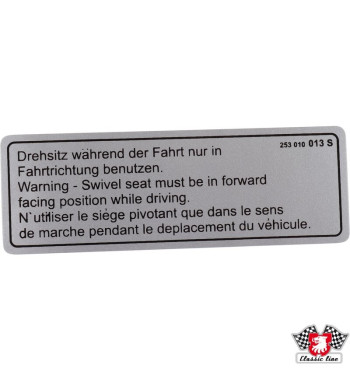 253 010 013 S
Drehsitz während der Fahrt nur in
Fahrtrichtung benutzen.
Warning - Swivel seat must be in forward
facing position while driving.
N`utiliser le siège pivotant que dans le sens
de marche pendant le deplacement du véhicule.
Classic line